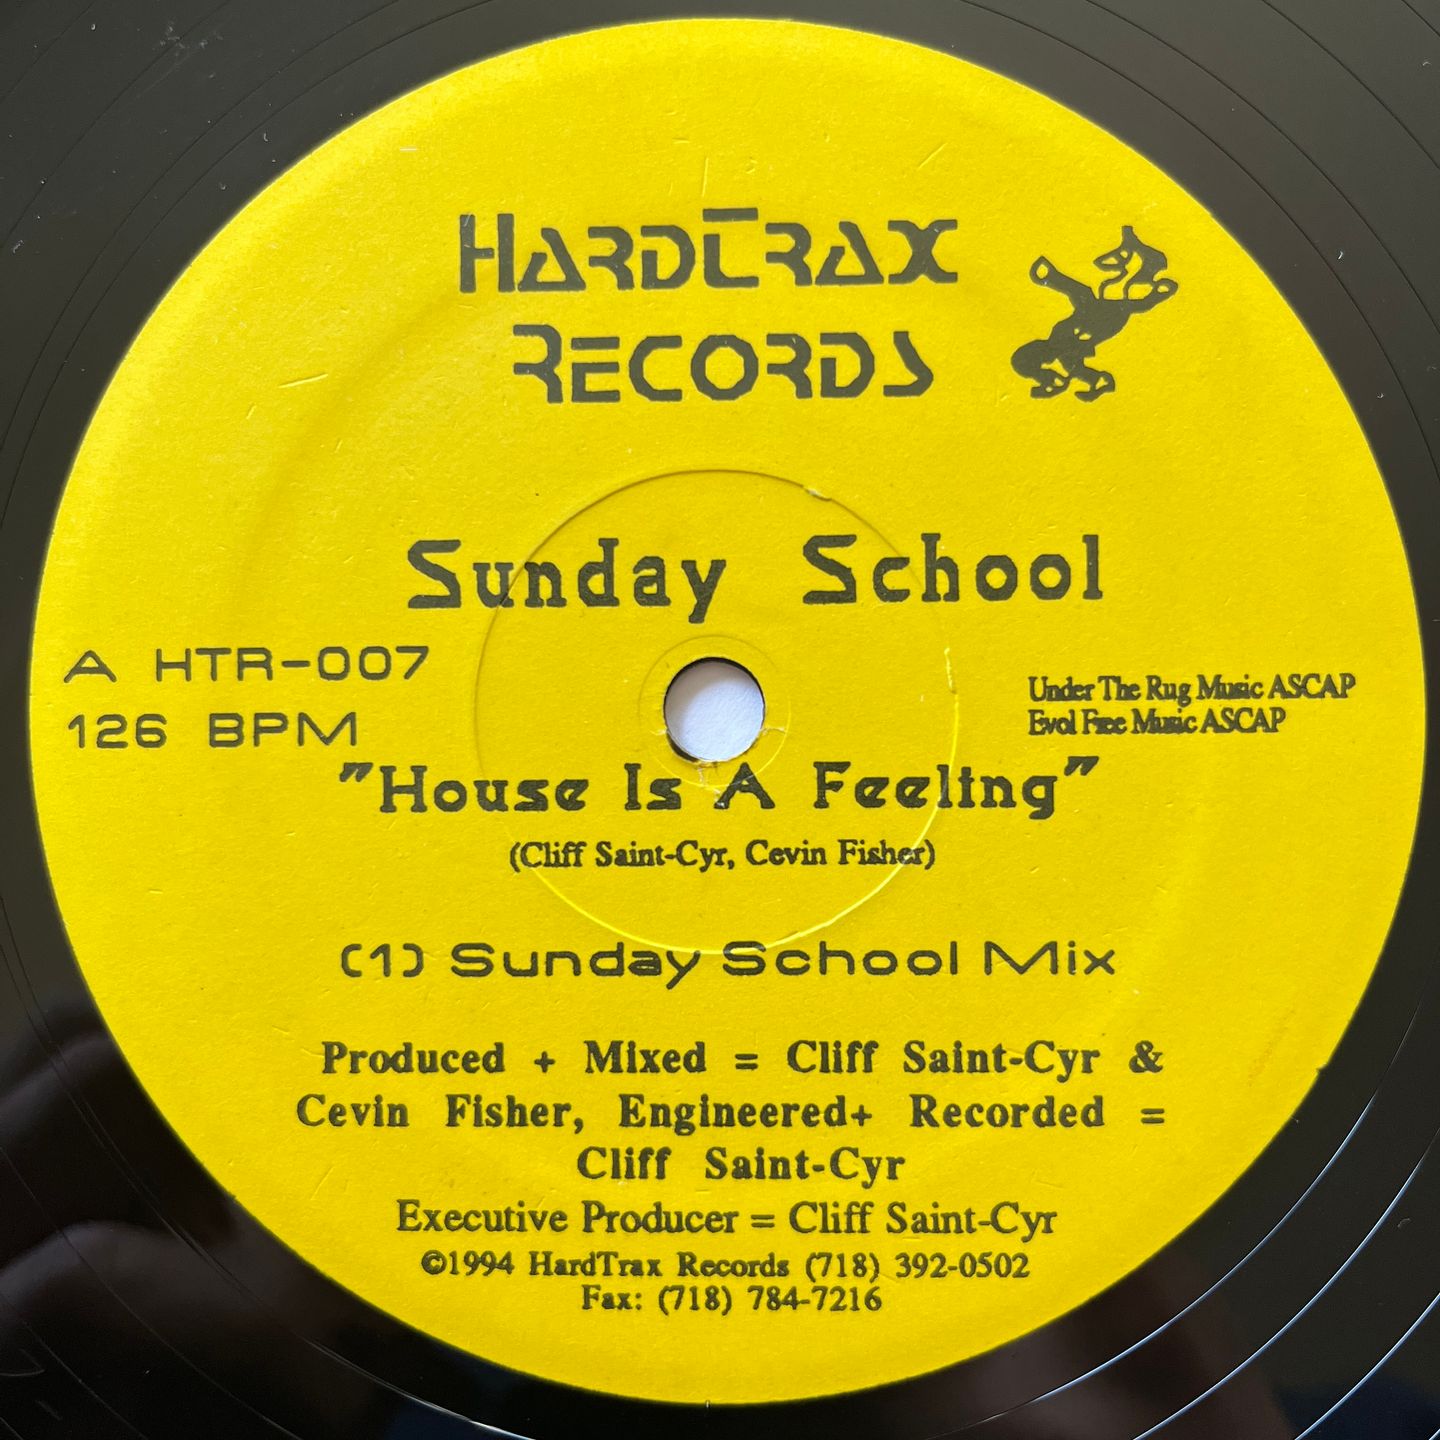 HardTrax
Records
Sunday School
A HTR-007
126 BPM
Under The Rug Music ASCAP
Evol Free Music ASCAP
"House Is A Feeling"
(Cliff Saint-Cyr, Cevin Fisher)
(1) Sunday School Mix
Produced + Mixed = Cliff Saint-Cyr &
Cevin Fisher, Engineered+ Recorded =
Cliff Saint-Cyr
Executive Producer = Cliff Saint-Cyr
©1994 HardTrax Records (718) 392-0502
Fax: (718) 784-7216